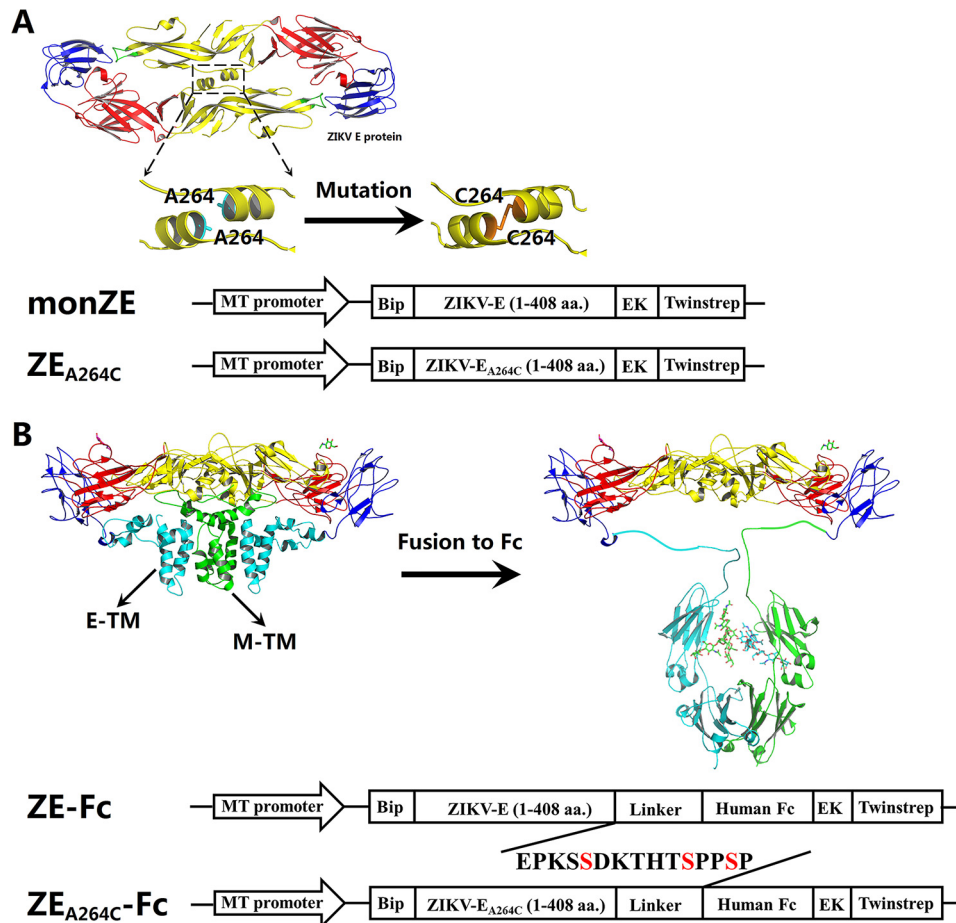 A
ZIKV E protein
A264
A264
Mutation
C264
C264
monZE
MT promoter Bip ZIKV-E (1-408 aa.) EK Twinstrep
ZEA264C
MT promoter Bip ZIKV-EA264C (1-408 aa.) EK Twinstrep
B
E-TM
M-TM
Fusion to Fc
ZE-Fc
MT promoter Bip ZIKV-E (1-408 aa.) Linker Human Fc EK Twinstrep
EPKSSSDKTHTSPPSP
ZEA264C-Fc
MT promoter Bip ZIKV-EA264C (1-408 aa.) Linker Human Fc EK Twinstrep